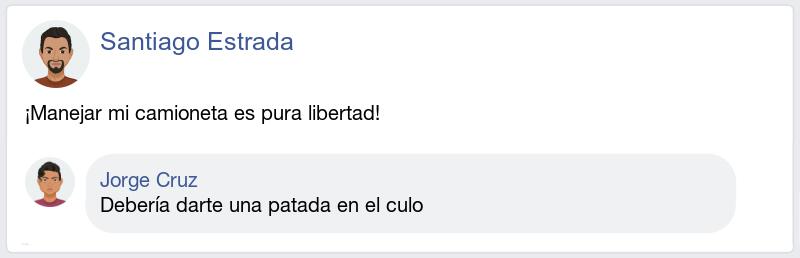 Santiago Estrada
¡Manejar mi camioneta es pura libertad!
Jorge Cruz
Debería darte una patada en el culo